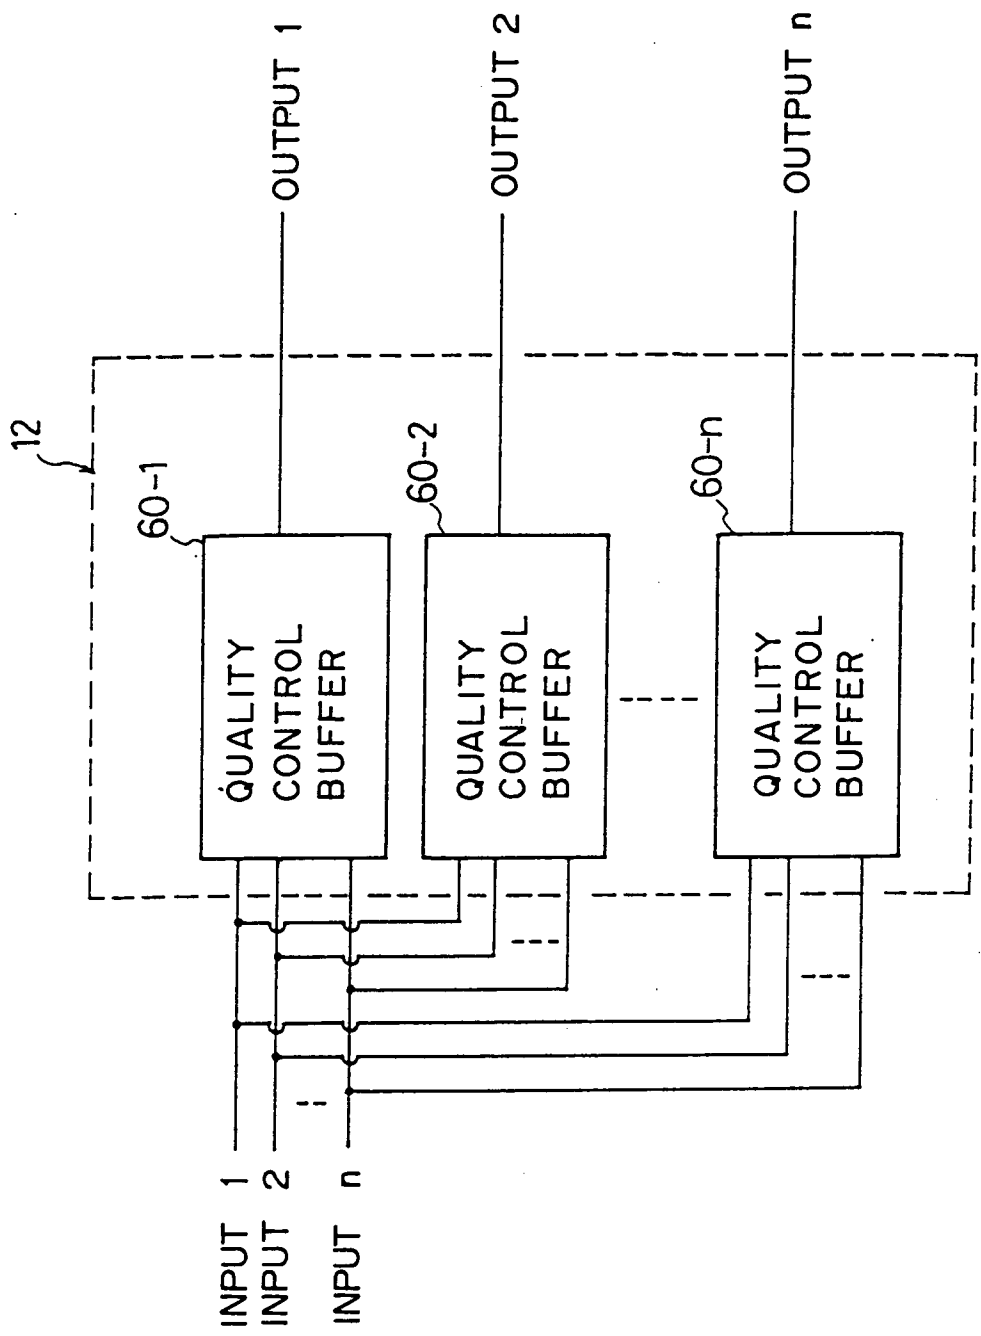 12
60-1
QUALITY
CONTROL
BUFFER
OUTPUT 1
60-2
QUALITY
CONTROL
BUFFER
OUTPUT 2
60-n
QUALITY
CONTROL
BUFFER
OUTPUT n
INPUT 1
INPUT 2
INPUT n